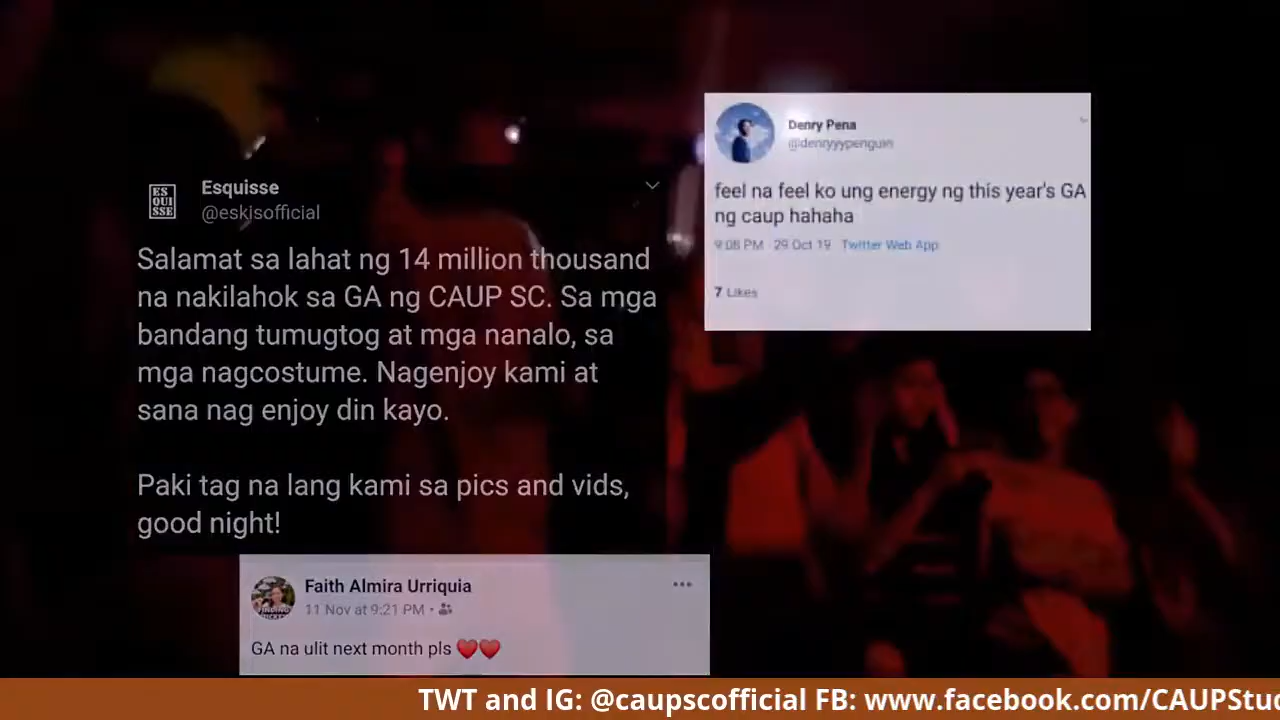 ES
QUI
SSE
Esquisse
@eskisofficial
Salamat sa lahat ng 14 million thousand
na nakilahok sa GA ng CAUP SC. Sa mga
bandang tumugtog at mga nanalo, sa
mga nagcostume. Nagenjoy kami at
sana nag enjoy din kayo.
Paki tag na lang kami sa pics and vids,
good night!
Denry Pena
@denryyypenguin
feel na feel ko ung energy ng this year's GA
ng caup hahaha
9:08 PM · 29 Oct 19 · Twitter Web App
7 Likes
Faith Almira Urriquia
11 Nov at 9:21 PM •
GA na ulit next month pls ❤️❤️
TWT and IG: @caupscofficial FB: www.facebook.com/CAUPStud